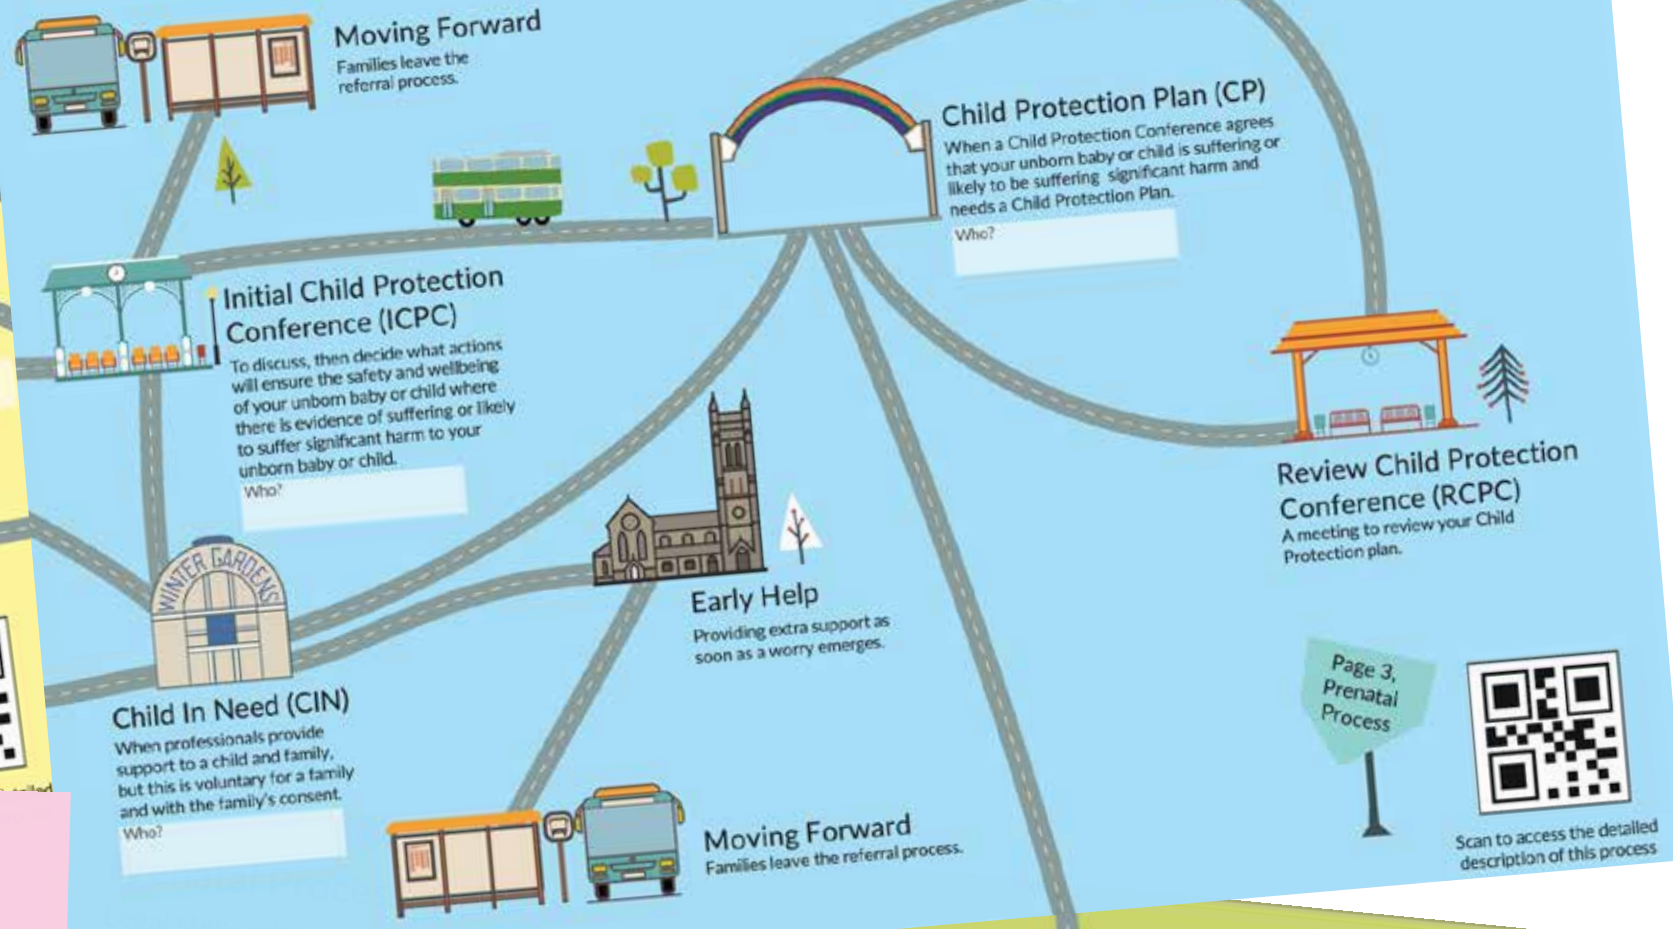 Moving Forward
Families leave the
referral process.
Child Protection Plan (CP)
When a Child Protection Conference agrees
that your unborn baby or child is suffering or
likely to be suffering significant harm and
needs a Child Protection Plan.
Who?
Initial Child Protection
Conference (ICPC)
To discuss, then decide what actions
will ensure the safety and wellbeing
of your unborn baby or child where
there is evidence of suffering or likely
to suffer significant harm to your
unborn baby or child.
Who?
Review Child Protection
Conference (RCPC)
A meeting to review your Child
Protection plan.
WINTER GARDENS
Early Help
Providing extra support as
soon as a worry emerges.
Child In Need (CIN)
When professionals provide
support to a child and family,
but this is voluntary for a family
and with the family's consent.
Who?
Moving Forward
Families leave the referral process.
Page 3,
Prenatal
Process
Scan to access the detailed
description of this process